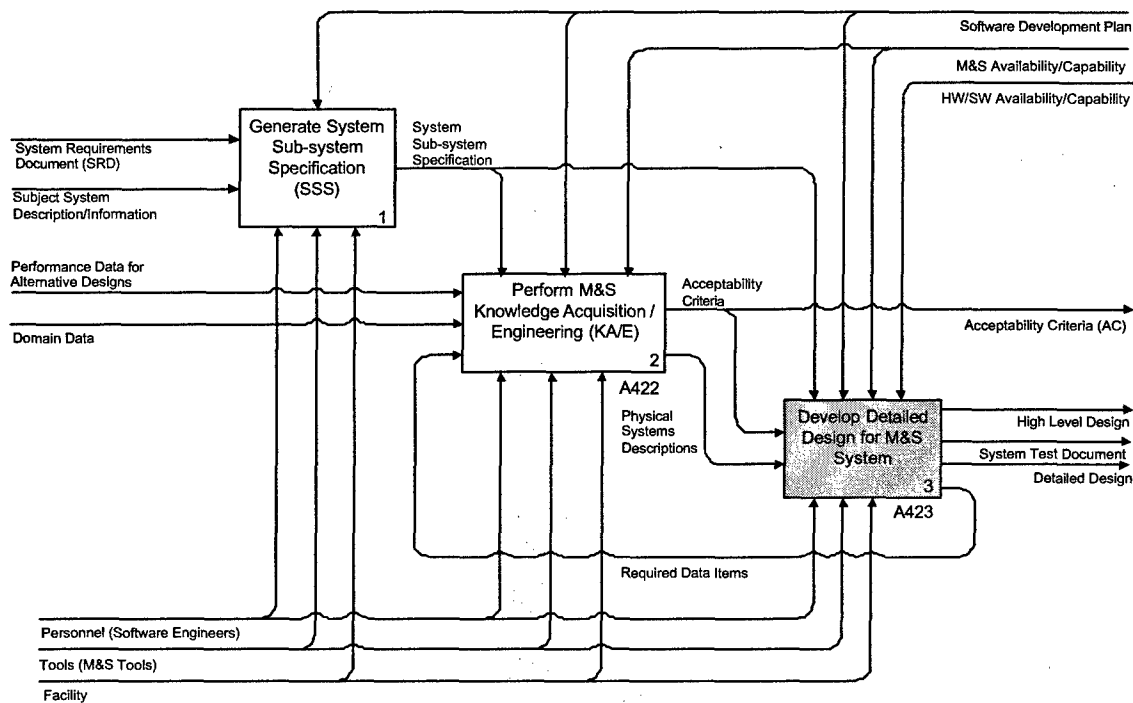 Software Development Plan
M&S Availability/Capability
HW/SW Availability/Capability
Generate System
Sub-system
Specification
(SSS)
1
System
Sub-system
Specification
System Requirements
Document (SRD)
Subject System
Description/Information
Performance Data for
Alternative Designs
Domain Data
Perform M&S
Knowledge Acquisition /
Engineering (KA/E)
2
A422
Acceptability
Criteria
Acceptability Criteria (AC)
Physical
Systems
Descriptions
Develop Detailed
Design for M&S
System
3
A423
High Level Design
System Test Document
Detailed Design
Required Data Items
Personnel (Software Engineers)
Tools (M&S Tools)
Facility